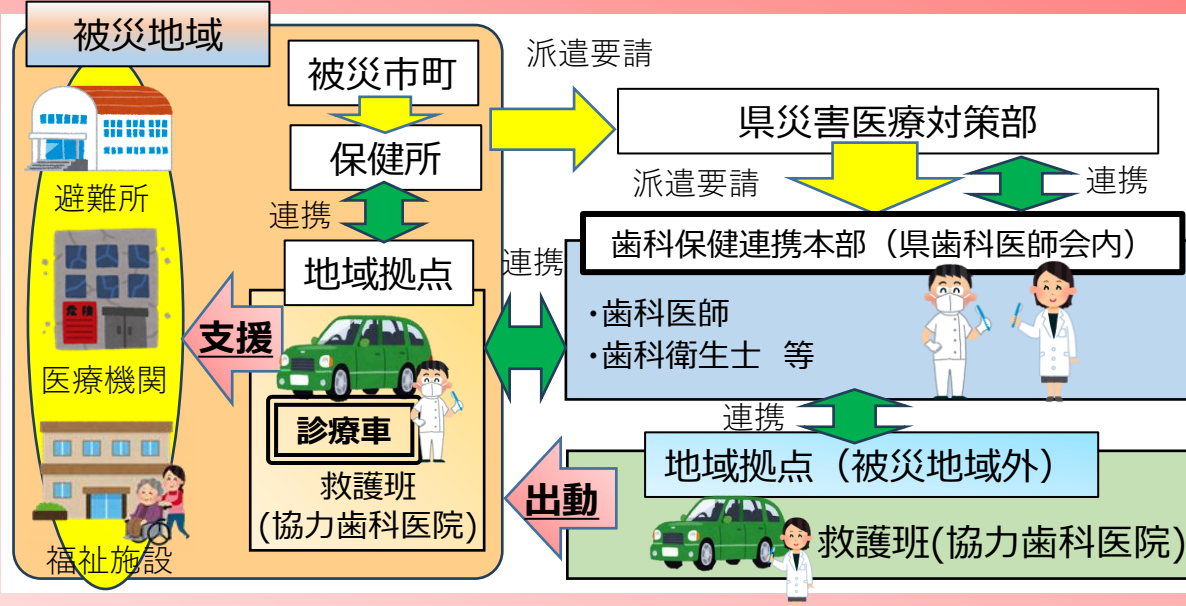 被災地域
被災市町
派遣要請
県災害医療対策部
保健所
避難所
連携
派遣要請
連携
歯科保健連携本部（県歯科医師会内）
地域拠点
連携
・歯科医師
・歯科衛生士 等
危険
支援
医療機関
診療車
連携
地域拠点（被災地域外）
救護班
(協力歯科医院)
出動
救護班(協力歯科医院)
福祉施設